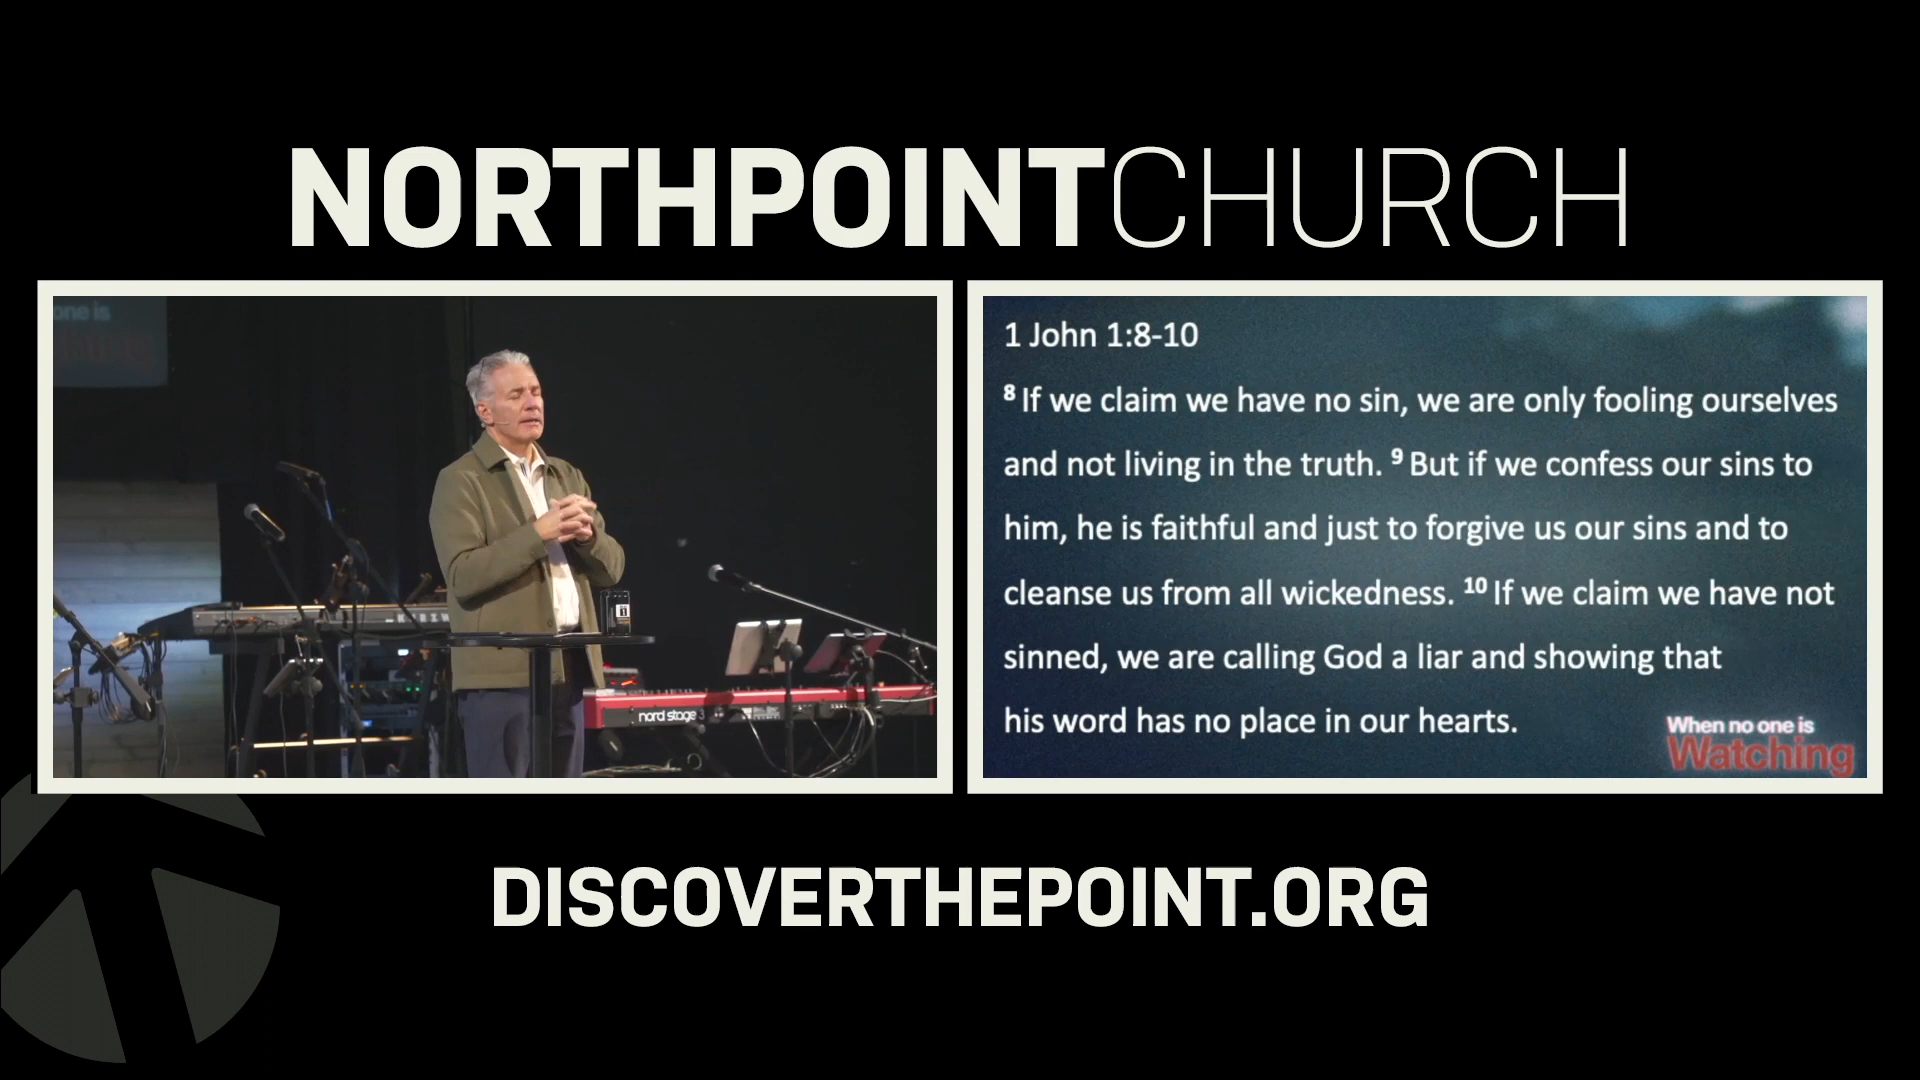 NORTHPOINTCHURCH
one is
nord stage 3
1 John 1:8-10
8 If we claim we have no sin, we are only fooling ourselves
and not living in the truth. 9 But if we confess our sins to
him, he is faithful and just to forgive us our sins and to
cleanse us from all wickedness. 10 If we claim we have not
sinned, we are calling God a liar and showing that
his word has no place in our hearts.
When no one is
Watching
DISCOVERTHEPOINT.ORG